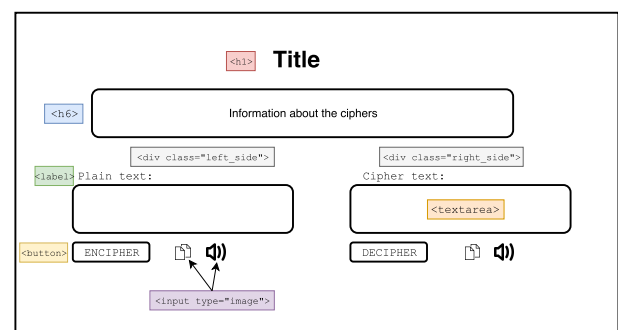 <h1> Title
<h6> Information about the ciphers
<div class="left_side"> <div class="right_side">
<label> Plain text: Cipher text:
<textarea>
<button> ENCIPHER DECIPHER
<input type="image">